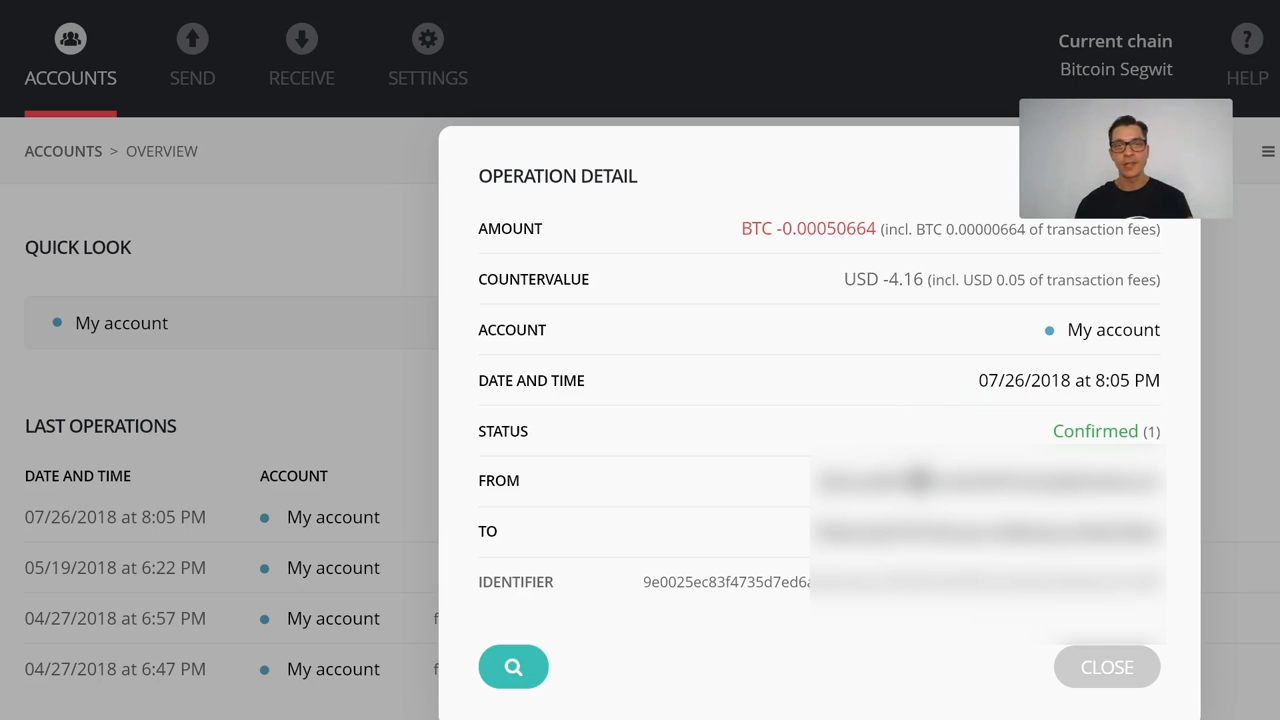 ACCOUNTS
SEND
RECEIVE
SETTINGS
Current chain
Bitcoin Segwit
?
HELP
ACCOUNTS > OVERVIEW
QUICK LOOK
My account
LAST OPERATIONS
DATE AND TIME ACCOUNT
07/26/2018 at 8:05 PM My account
05/19/2018 at 6:22 PM My account
04/27/2018 at 6:57 PM My account f
04/27/2018 at 6:47 PM My account f
OPERATION DETAIL
AMOUNT BTC -0.00050664 (incl. BTC 0.00000664 of transaction fees)
COUNTERVALUE USD -4.16 (incl. USD 0.05 of transaction fees)
ACCOUNT My account
DATE AND TIME 07/26/2018 at 8:05 PM
STATUS Confirmed (1)
FROM
TO
IDENTIFIER 9e0025ec83f4735d7ed6a
CLOSE